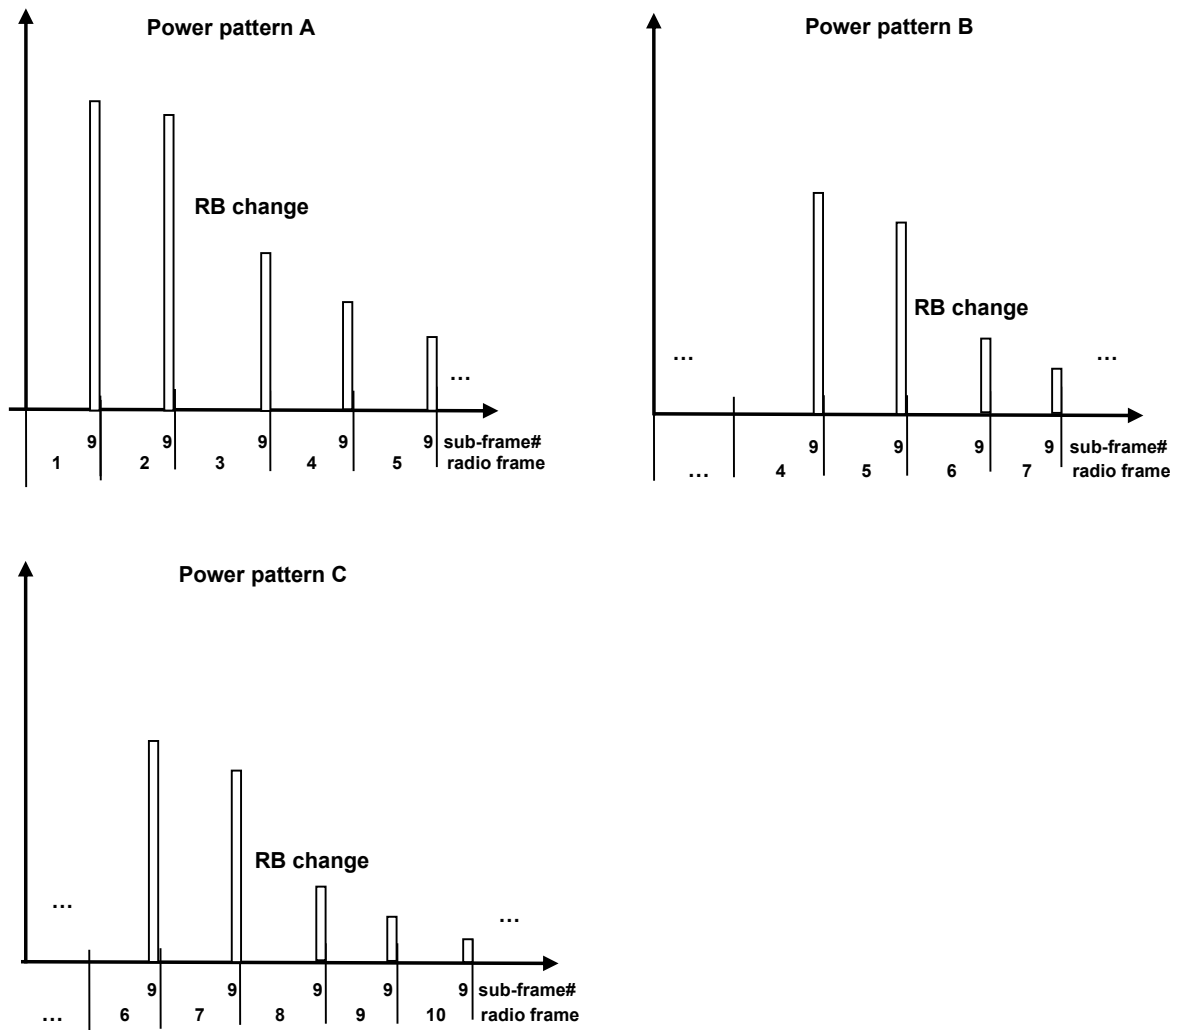 Power pattern A
RB change
...
9 9 9 9 9 sub-frame#
1 2 3 4 5 radio frame
Power pattern B
RB change
... ...
9 9 9 9 sub-frame#
... 4 5 6 7 radio frame
Power pattern C
RB change
... ...
9 9 9 9 9 sub-frame#
... 6 7 8 9 10 radio frame